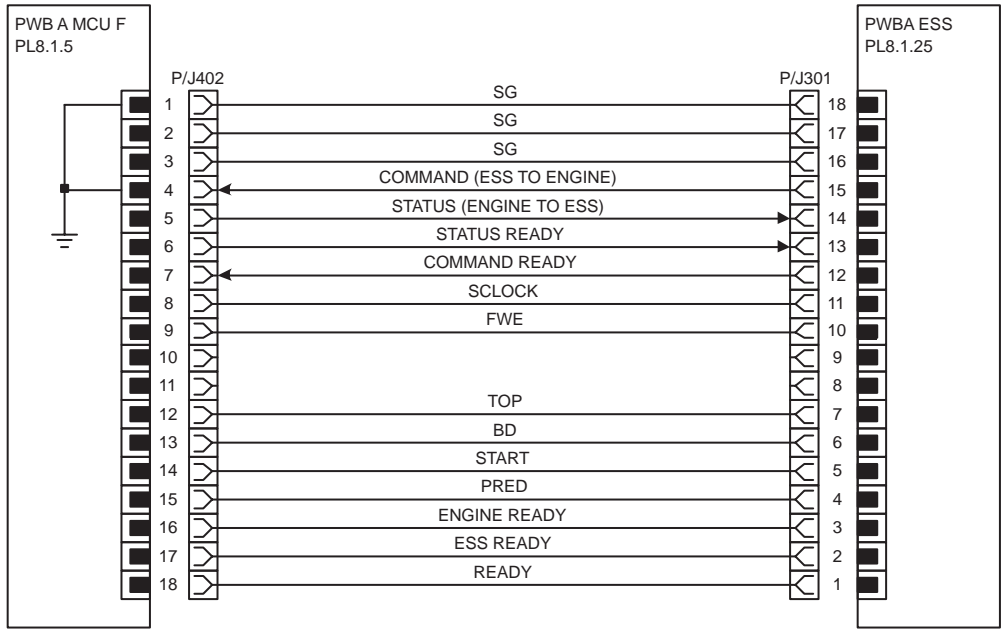 PWB A MCU F
PL8.1.5
PWBA ESS
PL8.1.25
P/J402
P/J301
1 SG 18
2 SG 17
3 SG 16
4 COMMAND (ESS TO ENGINE) 15
5 STATUS (ENGINE TO ESS) 14
6 STATUS READY 13
7 COMMAND READY 12
8 SCLOCK 11
9 FWE 10
10 9
11 8
12 TOP 7
13 BD 6
14 START 5
15 PRED 4
16 ENGINE READY 3
17 ESS READY 2
18 READY 1